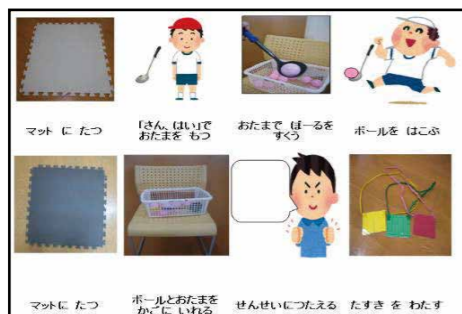 マット に たつ
「さん、はい」で
おたまを もつ
おたまで ぼーるを
すくう
ボールを はこぶ
マットに たつ
ボールとおたまを
かごに いれる
せんせいにつたえる
たすき を わたす